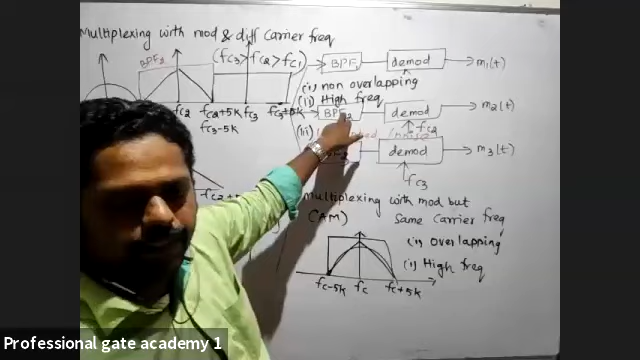 Multiplexing with mod & diff Carrier freq
BPF2
(fc3 > fc2 > fc1
fc2 fc2+5k fc3 fc3+5k
fc3-5k
BPF demod m1(t)
(i) non overlapping
(ii) High freq
demod m2(t)
fc2
(iii)
demod m3(t)
fc3
Multiplexing with mod but
(AM) Same Carrier freq
(i) Overlapping
(i) High freq
fc-5k fc fc+5k
Professional gate academy 1